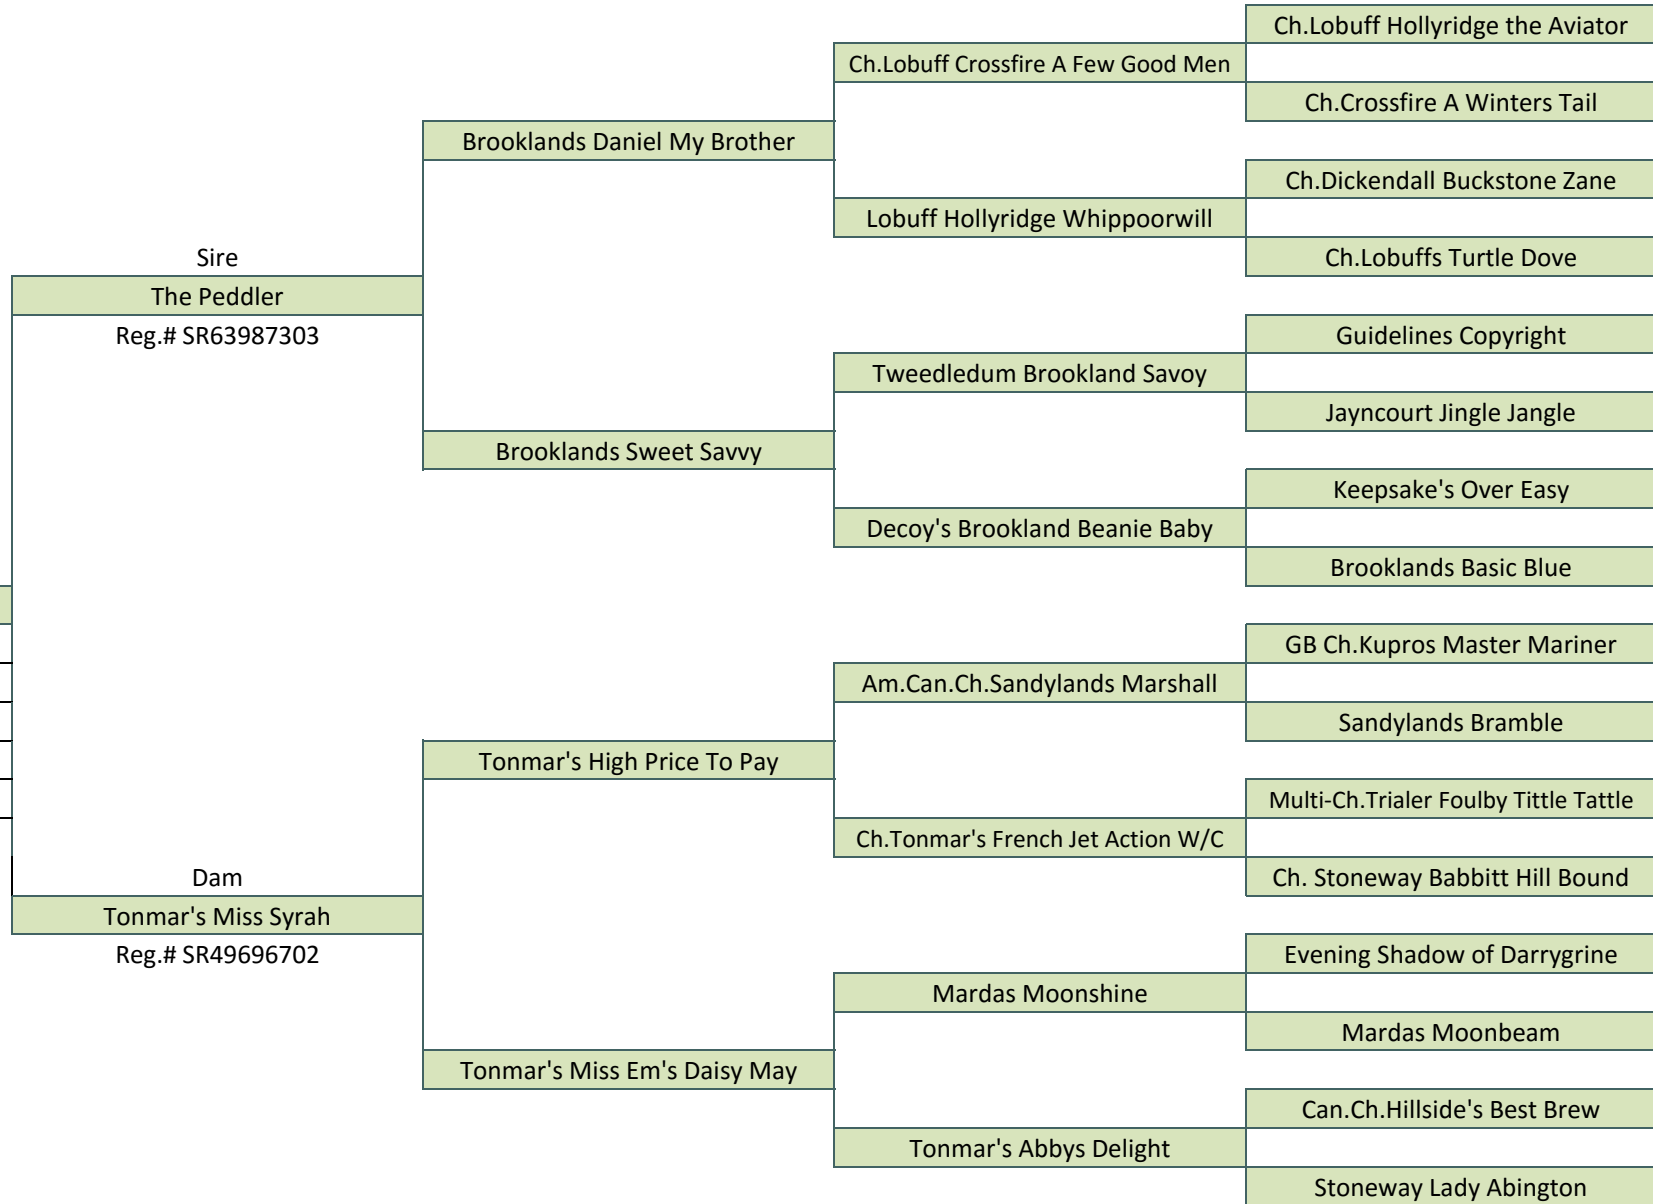 Ch.Lobuff Hollyridge the Aviator
Ch.Lobuff Crossfire A Few Good Men
Ch.Crossfire A Winters Tail
Brooklands Daniel My Brother
Ch.Dickendall Buckstone Zane
Lobuff Hollyridge Whippoorwill
Ch.Lobuffs Turtle Dove
Sire
The Peddler
Reg.# SR63987303
Guidelines Copyright
Tweedledum Brookland Savoy
Jayncourt Jingle Jangle
Brooklands Sweet Savvy
Keepsake's Over Easy
Decoy's Brookland Beanie Baby
Brooklands Basic Blue
GB Ch.Kupros Master Mariner
Am.Can.Ch.Sandylands Marshall
Sandylands Bramble
Tonmar's High Price To Pay
Multi-Ch.Trialer Foulby Tittle Tattle
Ch.Tonmar's French Jet Action W/C
Ch. Stoneway Babbitt Hill Bound
Dam
Tonmar's Miss Syrah
Reg.# SR49696702
Evening Shadow of Darrygrine
Mardas Moonshine
Mardas Moonbeam
Tonmar's Miss Em's Daisy May
Can.Ch.Hillside's Best Brew
Tonmar's Abbys Delight
Stoneway Lady Abington